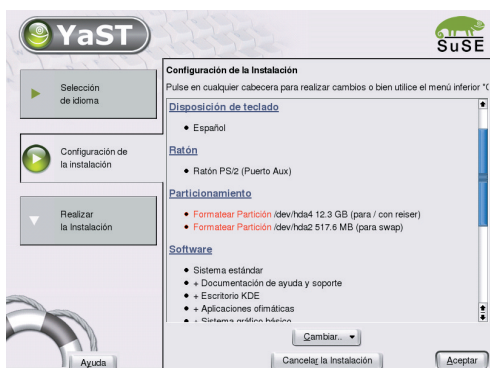 YaST
SuSE
Selección
de idioma
Configuración de
la instalación
Realizar
la Instalación
Ayuda
Configuración de la Instalación
Pulse en cualquier cabecera para realizar cambios o bien utilice el menú inferior "C
Disposición de teclado
Español
Ratón
Ratón PS/2 (Puerto Aux)
Particionamiento
Formatear Partición /dev/hda4 12.3 GB (para / con reiser)
Formatear Partición /dev/hda2 517.6 MB (para swap)
Software
Sistema estándar
+ Documentación de ayuda y soporte
+ Escritorio KDE
+ Aplicaciones ofimáticas
+ Sistema gráfico básico
Cambiar..
Cancelar la Instalación
Aceptar